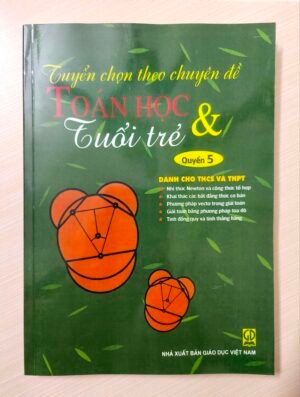 Tuyển chọn theo chuyên đề
TOÁN HỌC
& Tuổi trẻ
Quyển 5
DÀNH CHO THCS VÀ THPT
Nhị thức Newton và công thức tổ hợp
Khai thác các bất đẳng thức cơ bản
Phương pháp vectơ trong giải toán
Giải toán bằng phương pháp toạ độ
Tính đồng quy và tính thẳng hàng
NHÀ XUẤT BẢN GIÁO DỤC VIỆT NAM